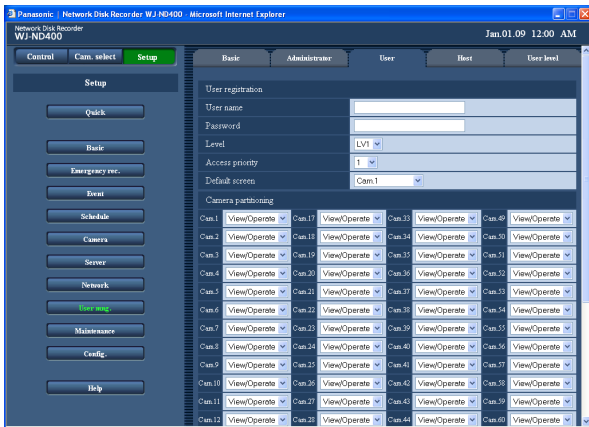 Panasonic | Network Disk Recorder WJ-ND400 - Microsoft Internet Explorer
Network Disk Recorder
WJ-ND400
Jan.01.09 12:00 AM
Control Cam. select Setup
Basic Administrator User Host User level
Setup
Quick
Basic
Emergency rec.
Event
Schedule
Camera
Server
Network
User mng.
Maintenance
Config.
Help
User registration
User name
Password
Level LV1
Access priority 1
Default screen Cam.1
Camera partitioning
Cam.1 View/Operate Cam.17 View/Operate Cam.33 View/Operate Cam.49 View/Operate
Cam.2 View/Operate Cam.18 View/Operate Cam.34 View/Operate Cam.50 View/Operate
Cam.3 View/Operate Cam.19 View/Operate Cam.35 View/Operate Cam.51 View/Operate
Cam.4 View/Operate Cam.20 View/Operate Cam.36 View/Operate Cam.52 View/Operate
Cam.5 View/Operate Cam.21 View/Operate Cam.37 View/Operate Cam.53 View/Operate
Cam.6 View/Operate Cam.22 View/Operate Cam.38 View/Operate Cam.54 View/Operate
Cam.7 View/Operate Cam.23 View/Operate Cam.39 View/Operate Cam.55 View/Operate
Cam.8 View/Operate Cam.24 View/Operate Cam.40 View/Operate Cam.56 View/Operate
Cam.9 View/Operate Cam.25 View/Operate Cam.41 View/Operate Cam.57 View/Operate
Cam.10 View/Operate Cam.26 View/Operate Cam.42 View/Operate Cam.58 View/Operate
Cam.11 View/Operate Cam.27 View/Operate Cam.43 View/Operate Cam.59 View/Operate
Cam.12 View/Operate Cam.28 View/Operate Cam.44 View/Operate Cam.60 View/Operate